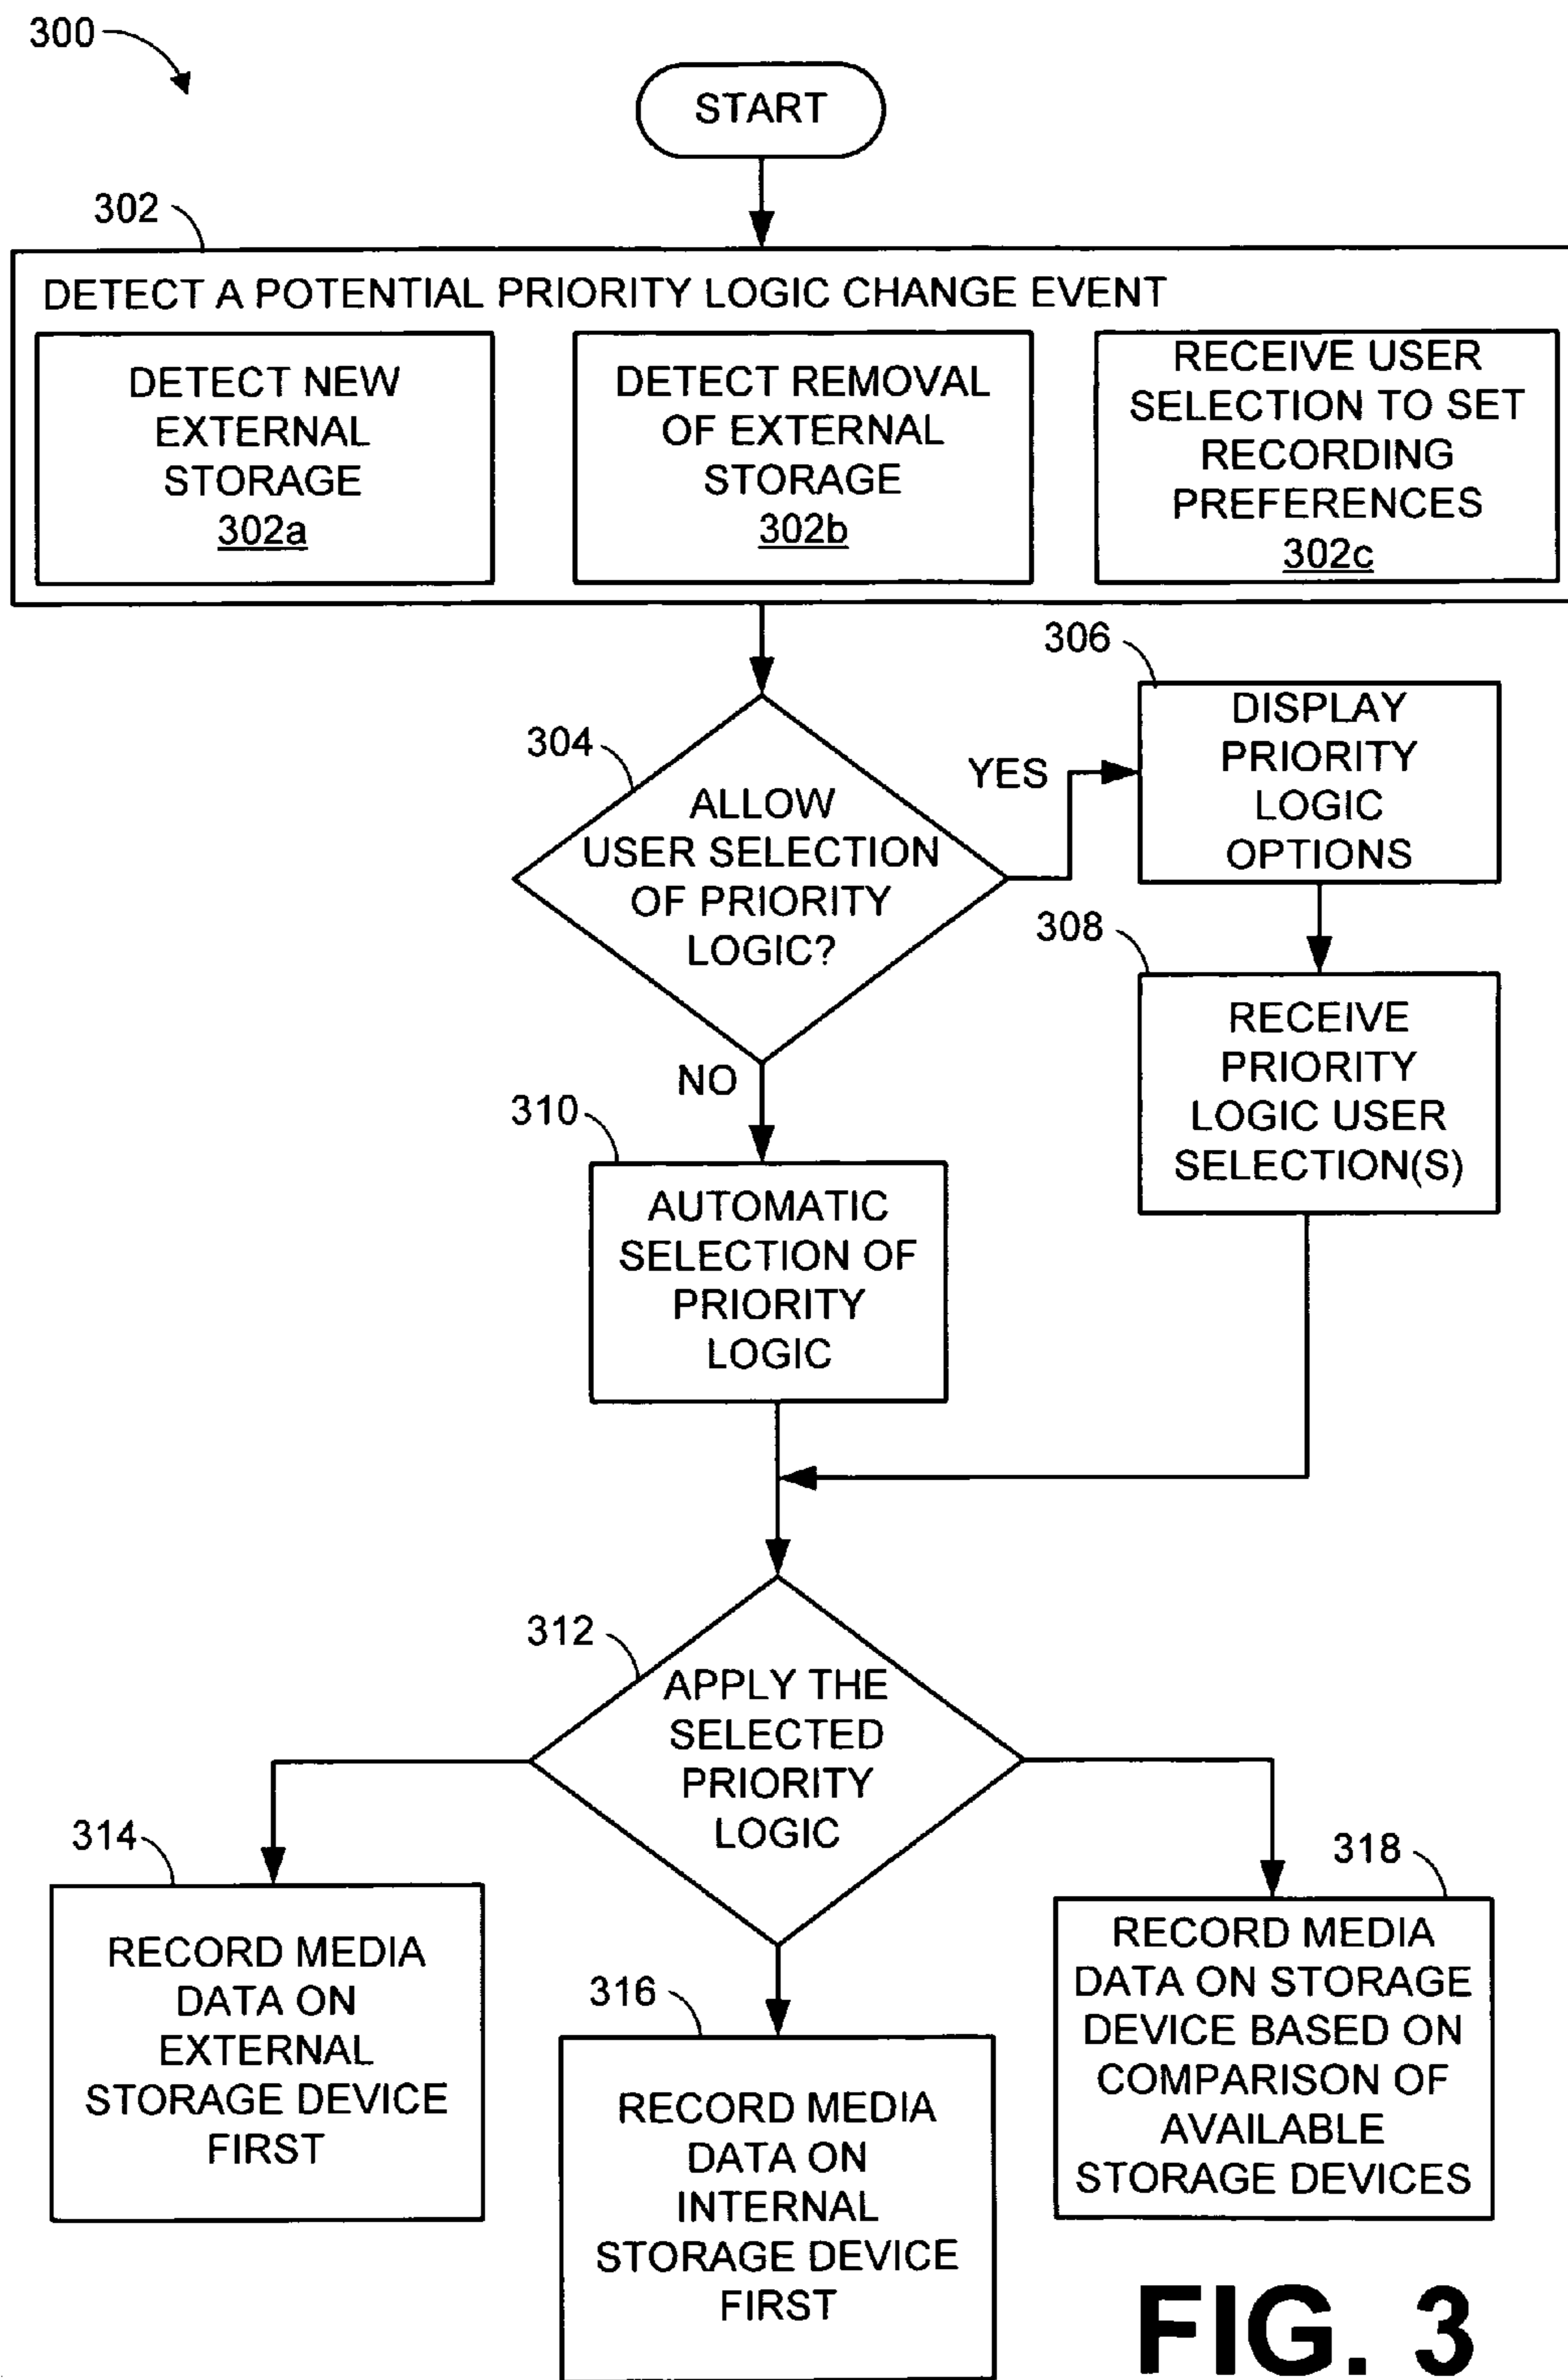 300
START
302
DETECT A POTENTIAL PRIORITY LOGIC CHANGE EVENT
DETECT NEW
EXTERNAL
STORAGE
302a
DETECT REMOVAL
OF EXTERNAL
STORAGE
302b
RECEIVE USER
SELECTION TO SET
RECORDING
PREFERENCES
302c
304
ALLOW
USER SELECTION
OF PRIORITY
LOGIC?
YES
306
DISPLAY
PRIORITY
LOGIC
OPTIONS
308
RECEIVE
PRIORITY
LOGIC USER
SELECTION(S)
NO
310
AUTOMATIC
SELECTION OF
PRIORITY
LOGIC
312
APPLY THE
SELECTED
PRIORITY
LOGIC
314
RECORD MEDIA
DATA ON
EXTERNAL
STORAGE DEVICE
FIRST
316
RECORD MEDIA
DATA ON
INTERNAL
STORAGE DEVICE
FIRST
318
RECORD MEDIA
DATA ON STORAGE
DEVICE BASED ON
COMPARISON OF
AVAILABLE
STORAGE DEVICES
FIG. 3